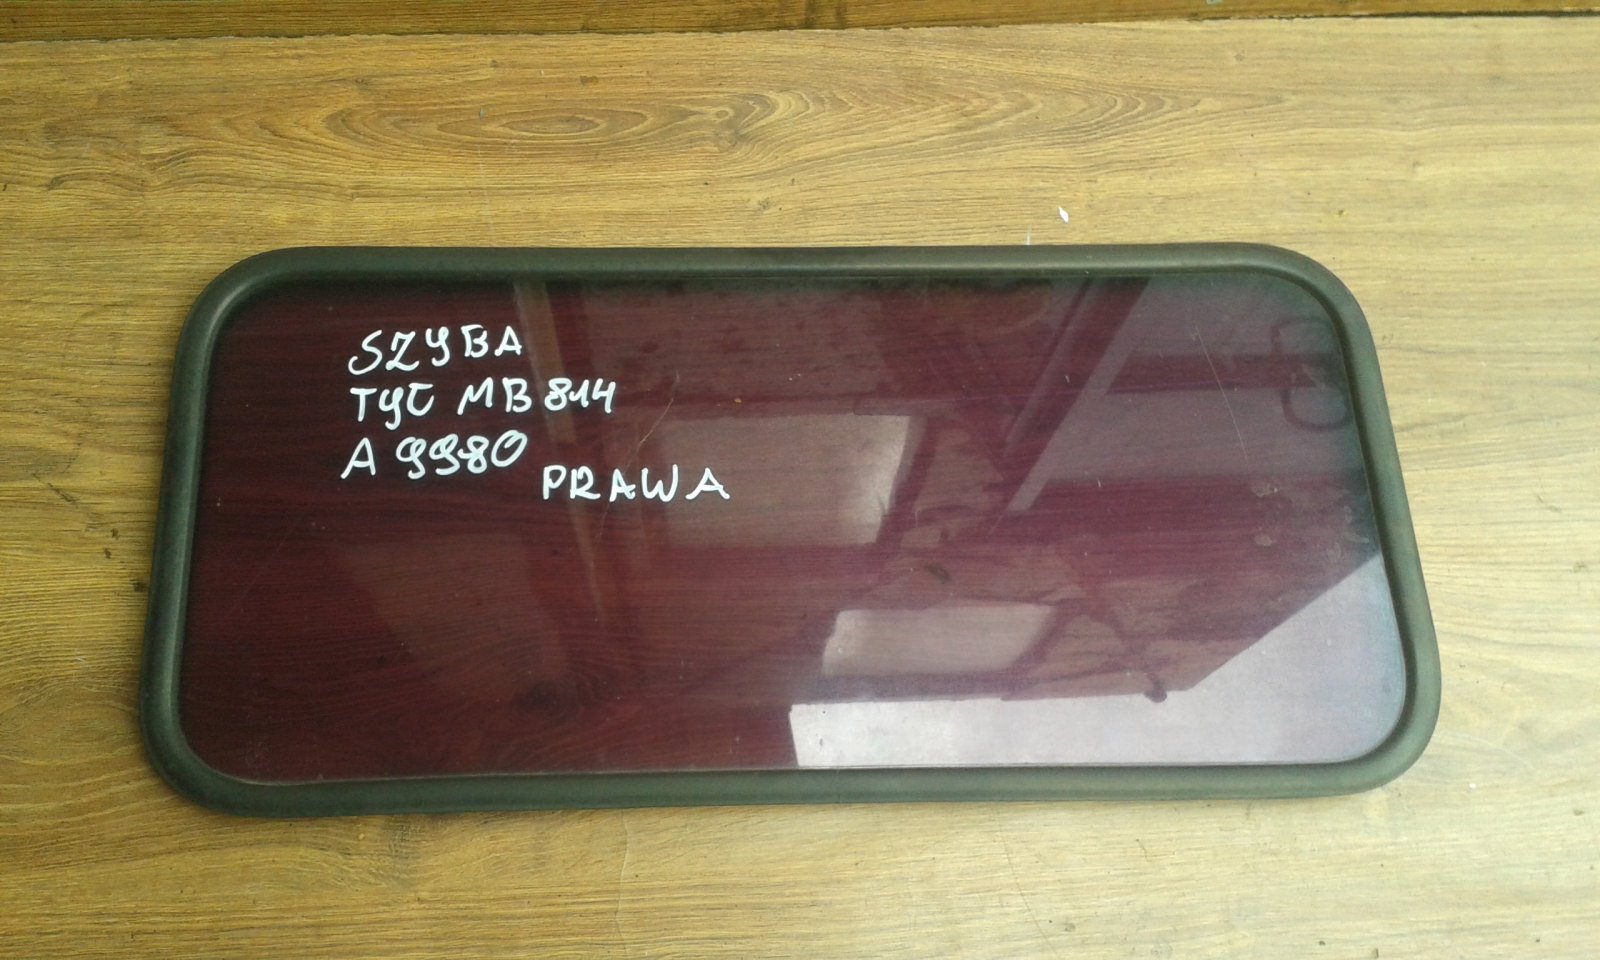 SZYBA
TYŁ MB 814
A 9980
PRAWA